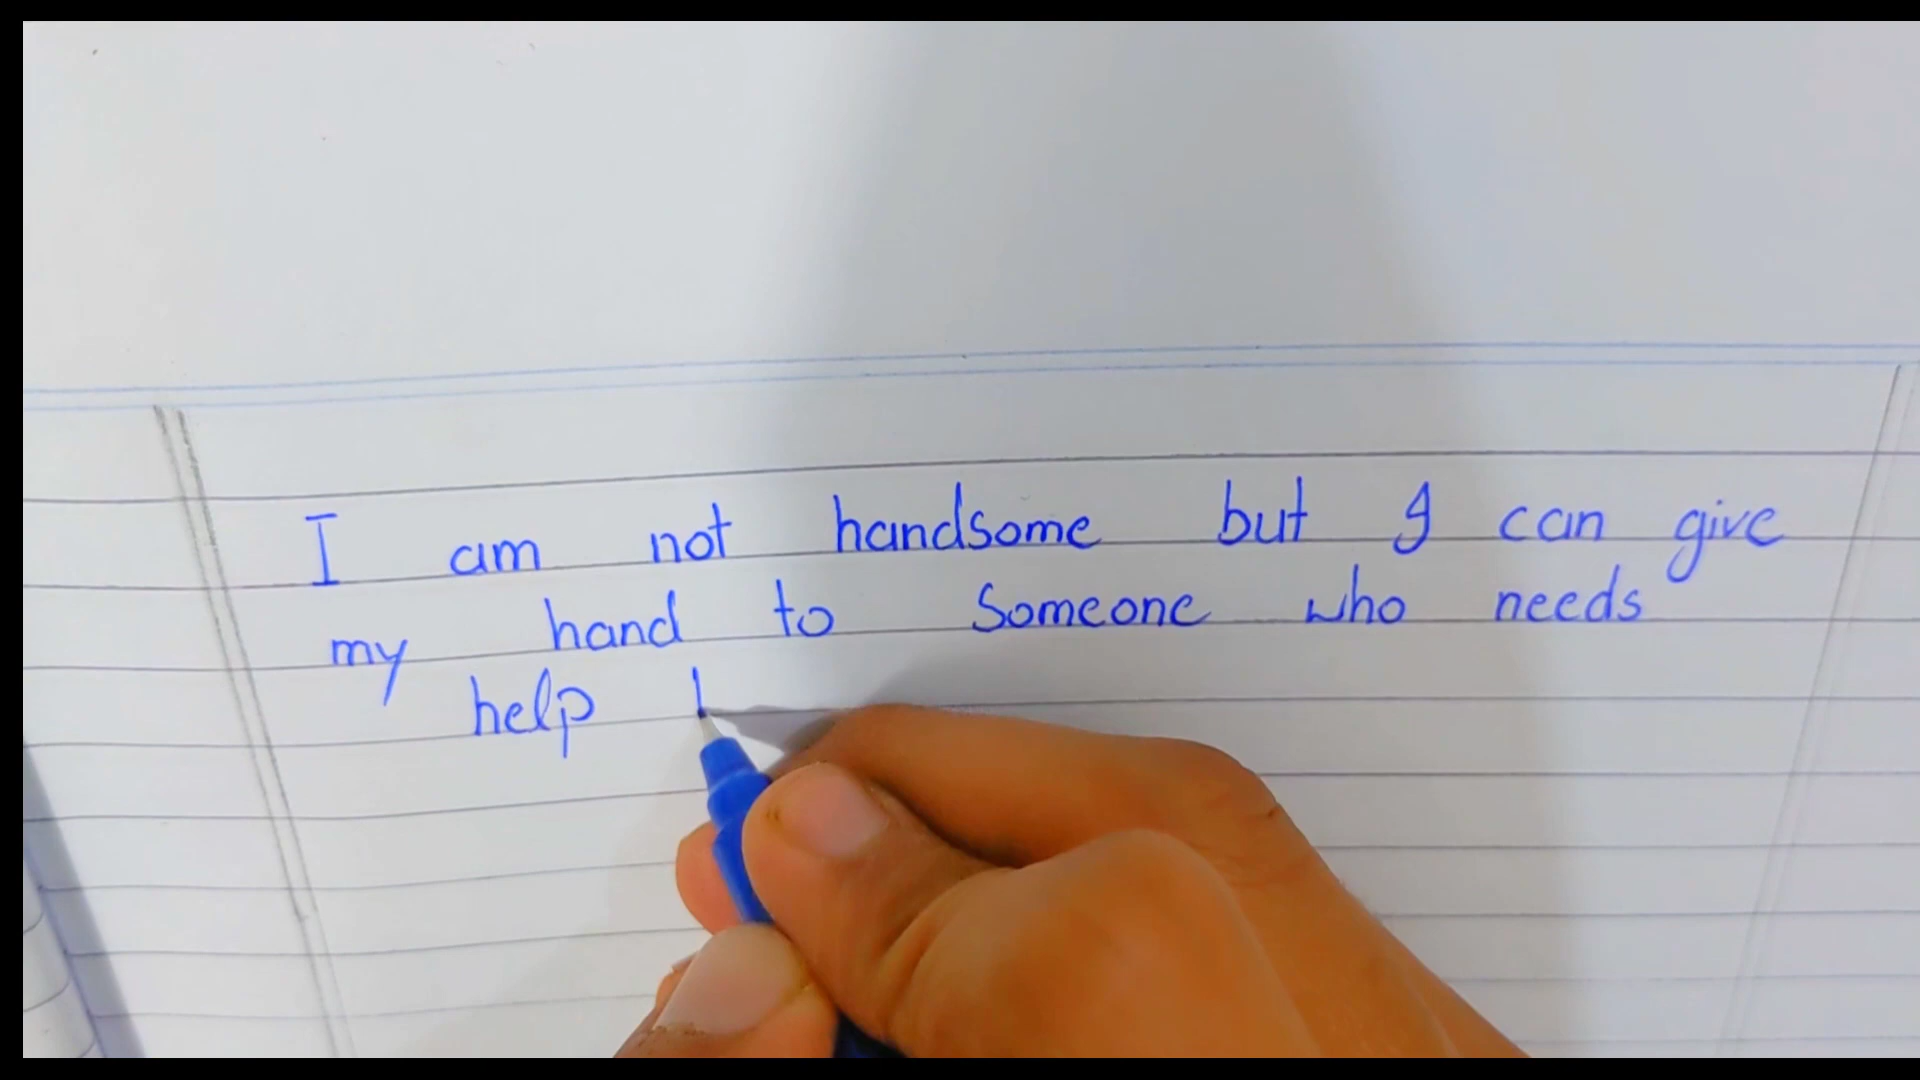 I am not handsome but I can give
my hand to Someone who needs
help